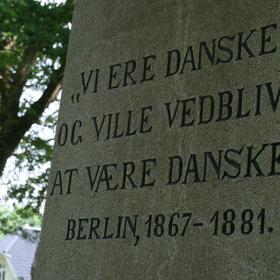 „VI ERE DANSKE
OG VILLE VEDBLIV
AT VÆRE DANSKE
BERLIN, 1867-1881.